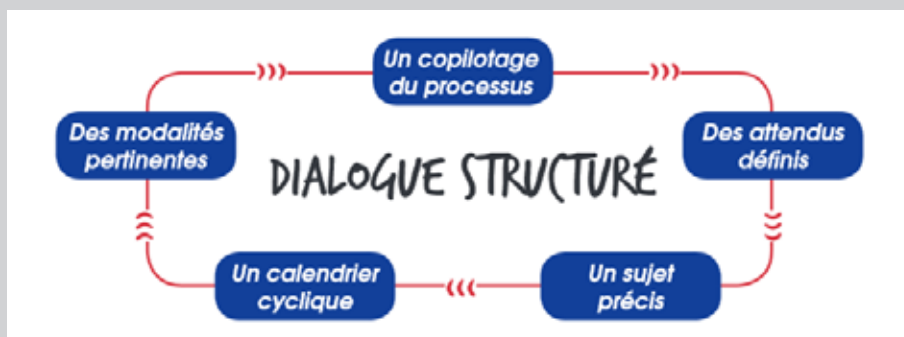 Un copilotage
du processus
Des modalités
pertinentes
Des attendus
définis
DIALOGUE STRUCTURÉ
Un calendrier
cyclique
Un sujet
précis